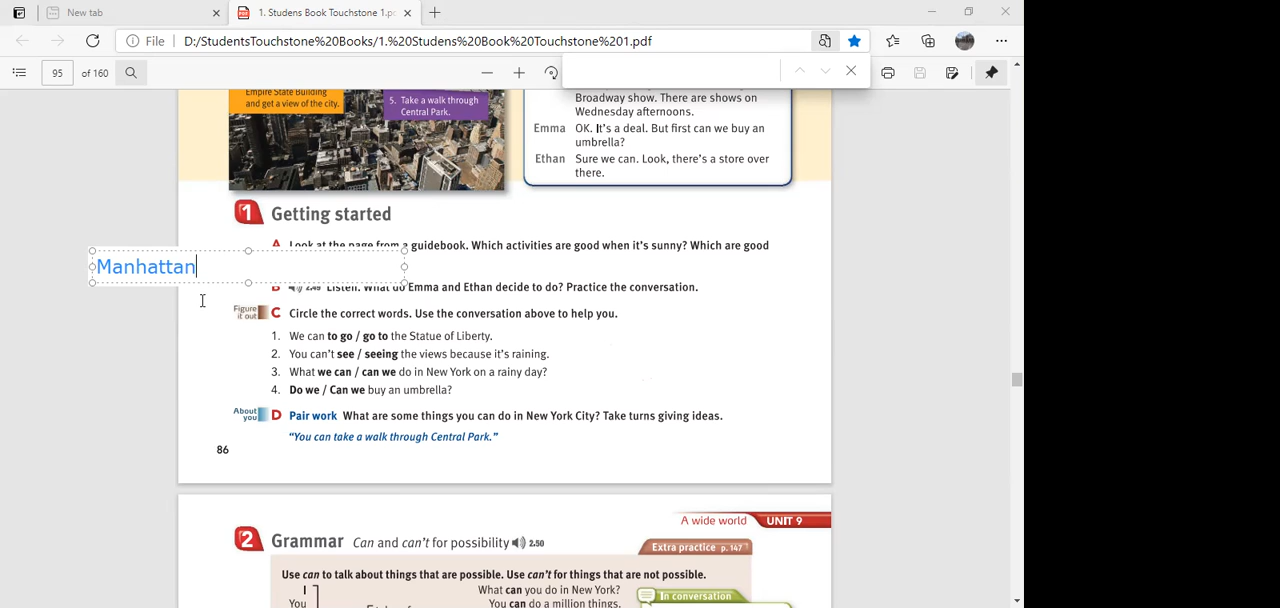 New tab
1. Studens Book Touchstone 1.p
File D:/StudentsTouchstone%20Books/1.%20Studens%20Book%20Touchstone%201.pdf
95 of 160
Empire State Building
and get a view of the city.
5. Take a walk through
Central Park.
Broadway show. There are shows on
Wednesday afternoons.
Emma OK. It's a deal. But first can we buy an
umbrella?
Ethan Sure we can. Look, there's a store over
there.
1 Getting started
A Look at the page from a guidebook. Which activities are good when it's sunny? Which are good
Manhattan
B 2.49 Listen. What do Emma and Ethan decide to do? Practice the conversation.
Figure
it out
C Circle the correct words. Use the conversation above to help you.
1. We can to go / go to the Statue of Liberty.
2. You can't see / seeing the views because it's raining.
3. What we can / can we do in New York on a rainy day?
4. Do we / Can we buy an umbrella?
About
you
D Pair work What are some things you can do in New York City? Take turns giving ideas.
"You can take a walk through Central Park."
86
A wide world UNIT 9
2 Grammar Can and can't for possibility 2.50
Extra practice p. 147
Use can to talk about things that are possible. Use can't for things that are not possible.
I
You
What can you do in New York?
You can do a million things.
In conversation